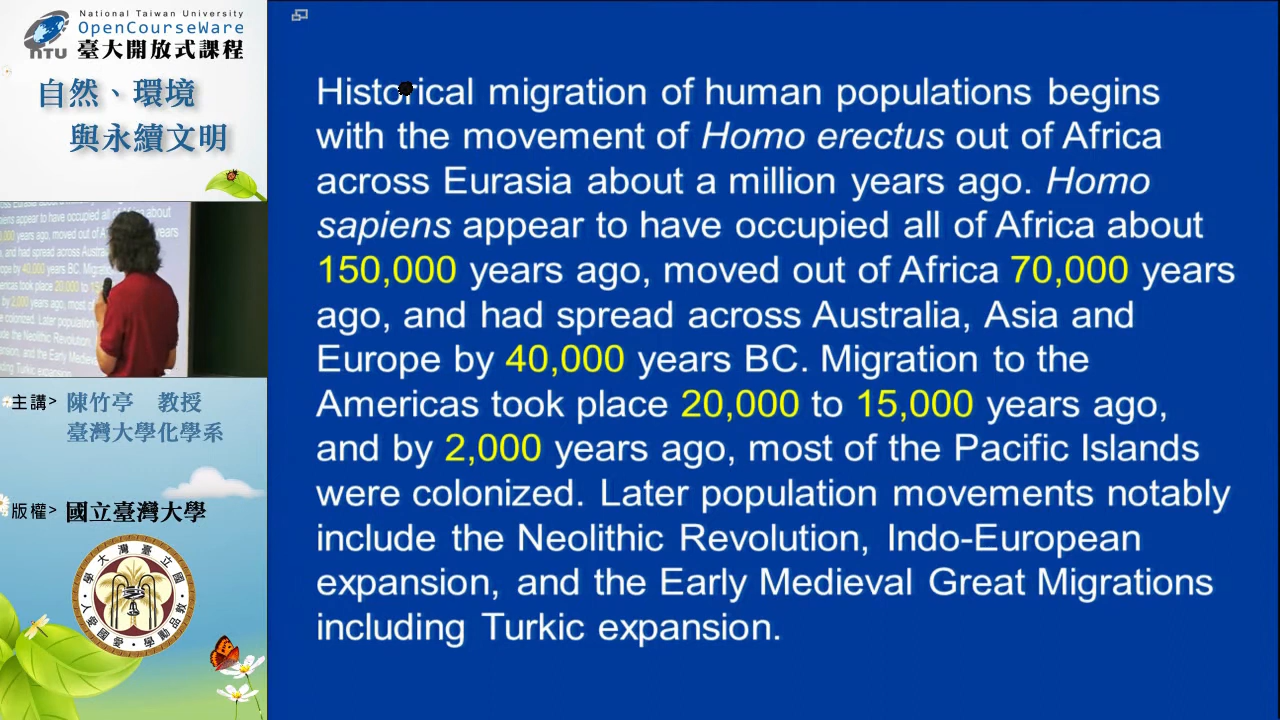 National Taiwan University
OpenCourseWare
NTU 臺大開放式課程
自然、環境
與永續文明
主講> 陳竹亭 教授
臺灣大學化學系
版權> 國立臺灣大學
Historical migration of human populations begins
with the movement of Homo erectus out of Africa
across Eurasia about a million years ago. Homo
sapiens appear to have occupied all of Africa about
150,000 years ago, moved out of Africa 70,000 years
ago, and had spread across Australia, Asia and
Europe by 40,000 years BC. Migration to the
Americas took place 20,000 to 15,000 years ago,
and by 2,000 years ago, most of the Pacific Islands
were colonized. Later population movements notably
include the Neolithic Revolution, Indo-European
expansion, and the Early Medieval Great Migrations
including Turkic expansion.